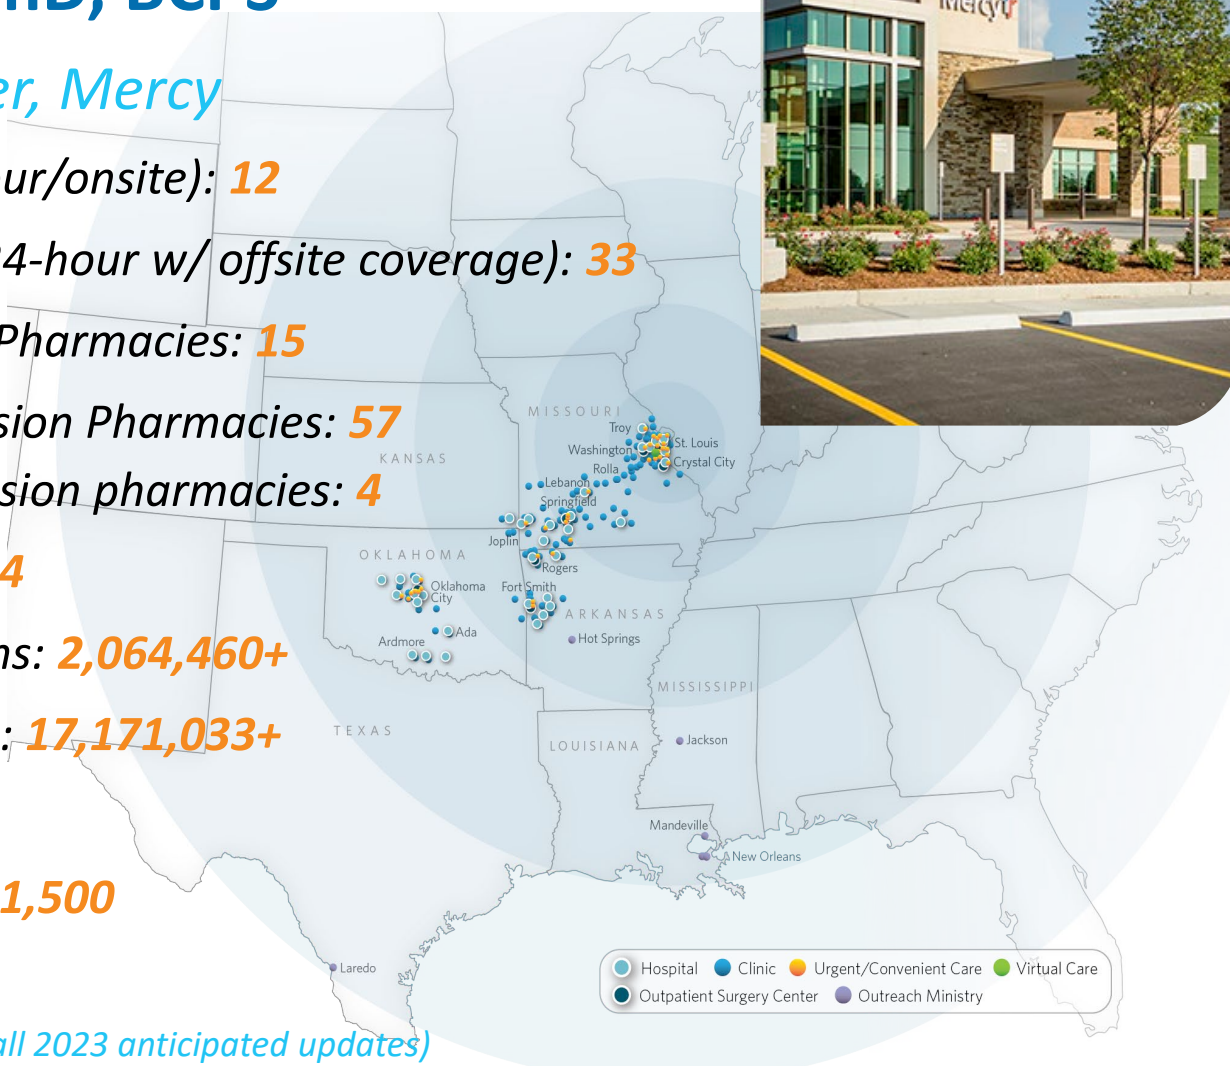 BCPS
er, Mercy
Mercy
ur/onsite): 12
4-hour w/ offsite coverage): 33
Pharmacies: 15
sion Pharmacies: 57
sion pharmacies: 4
4
ns: 2,064,460+
: 17,171,033+
1,500
all 2023 anticipated updates)
MISSOURI
Troy
St. Louis
Washington
Crystal City
Rolla
KANSAS
Lebanon
Springfield
Joplin
OKLAHOMA
Rogers
Oklahoma
City
Fort Smith
ARKANSAS
Ada
Ardmore
Hot Springs
MISSISSIPPI
TEXAS
LOUISIANA
Jackson
Mandeville
New Orleans
Laredo
Hospital Clinic Urgent/Convenient Care Virtual Care
Outpatient Surgery Center Outreach Ministry